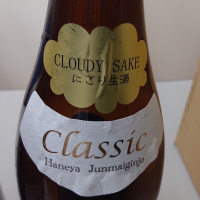 CLOUDY SAKE
にごり生酒
Classic
Haneya Junmaiginjo